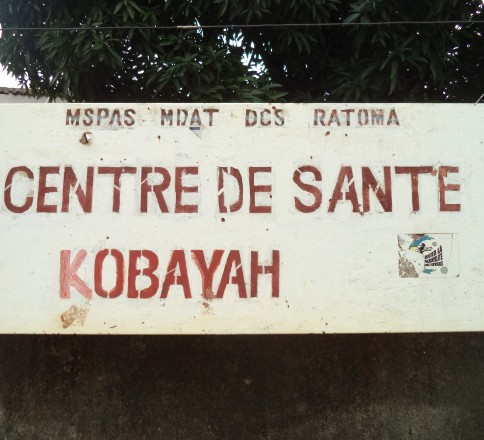 MSPAS MDAT DCS RATOMA
CENTRE DE SANTE
KOBAYAH